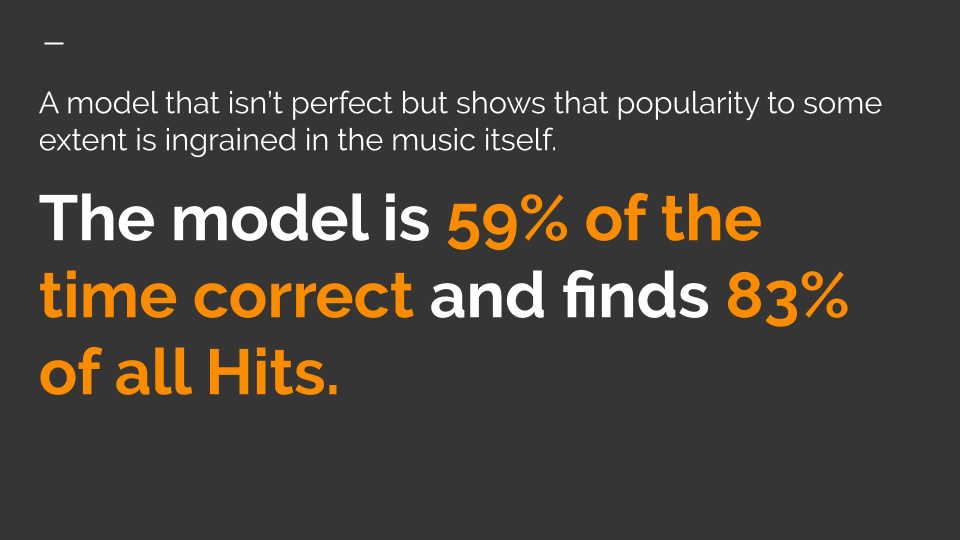 A model that isn’t perfect but shows that popularity to some
extent is ingrained in the music itself.
The model is 59% of the
time correct and finds 83%
of all Hits.